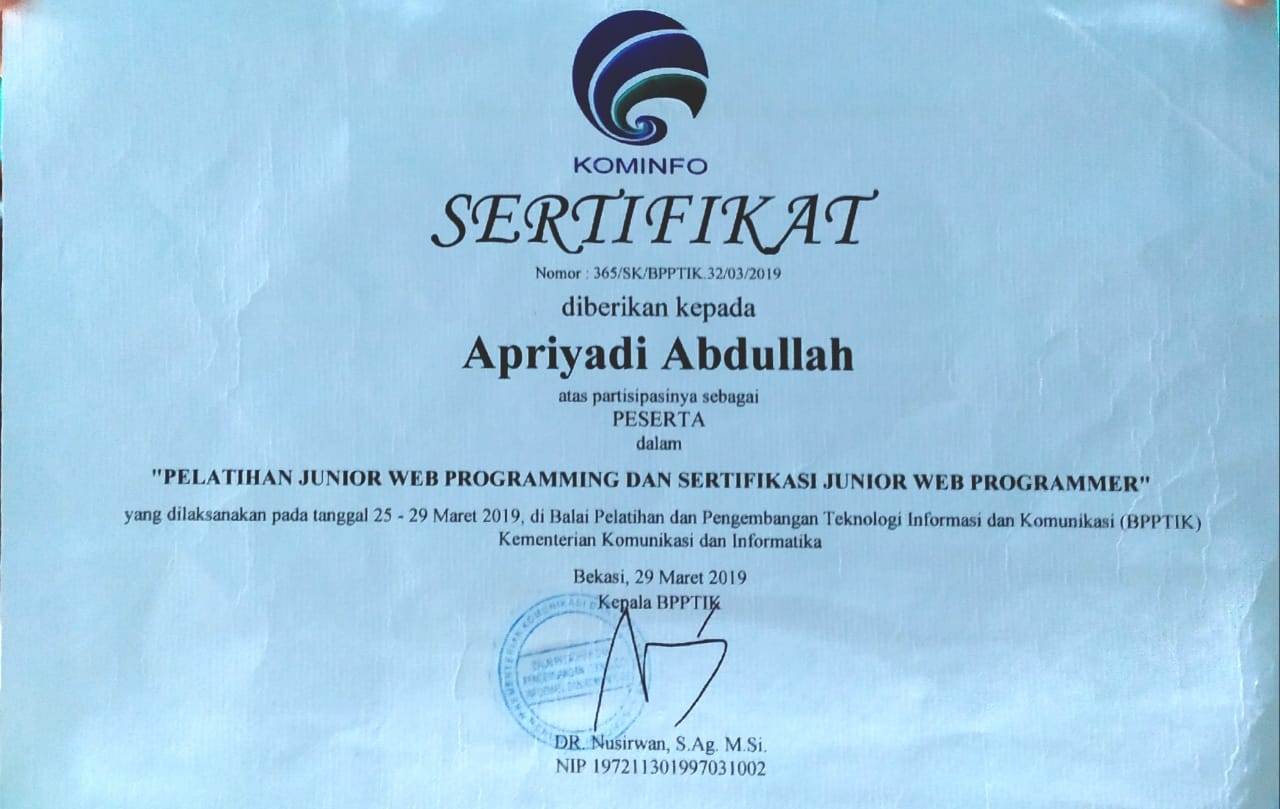 KOMINFO
SERTIFIKAT
Nomor : 365/SK/BPPTIK.32/03/2019
diberikan kepada
Apriyadi Abdullah
atas partisipasinya sebagai
PESERTA
dalam
"PELATIHAN JUNIOR WEB PROGRAMMING DAN SERTIFIKASI JUNIOR WEB PROGRAMMER"
yang dilaksanakan pada tanggal 25 - 29 Maret 2019, di Balai Pelatihan dan Pengembangan Teknologi Informasi dan Komunikasi (BPPTIK)
Kementerian Komunikasi dan Informatika
Bekasi, 29 Maret 2019
Kepala BPPTIK
KEMENTERIAN KOMUNIKASI
DR. Nusirwan, S.Ag. M.Si.
NIP 197211301997031002